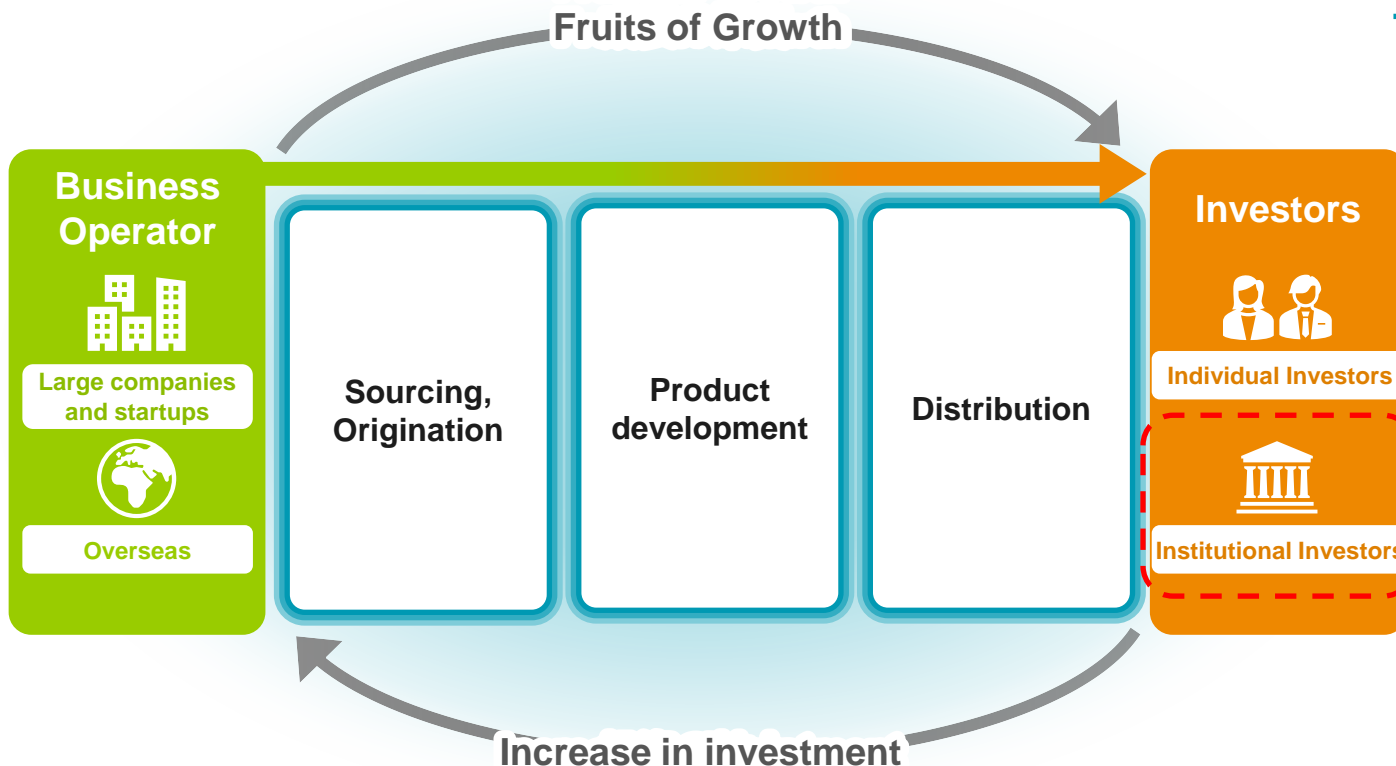 Fruits of Growth
Business
Operator
Large companies
and startups
Overseas
Sourcing,
Origination
Product
development
Distribution
Investors
Individual Investors
Institutional Investors
Increase in investment